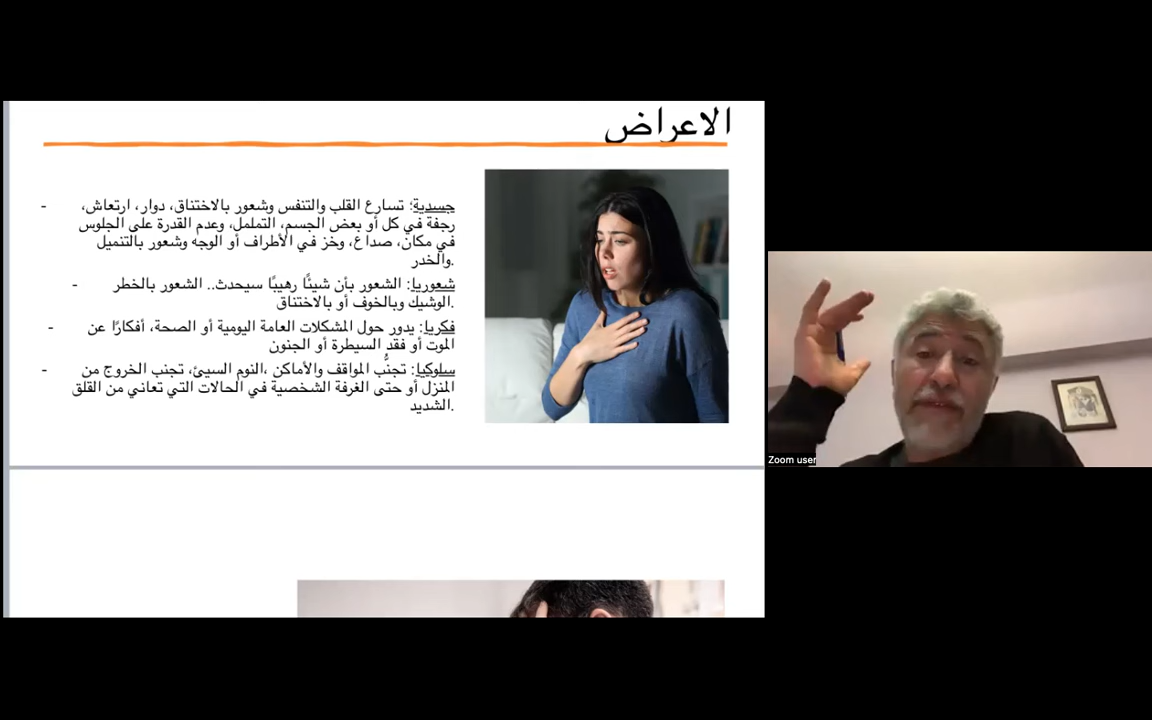 الاعراض
- جسدية: تسارع القلب والتنفس وشعور بالاختناق، دوار، ارتعاش،
رجفة في كل أو بعض الجسم، التململ، وعدم القدرة على الجلوس
في مكان، صداع، وخز في الأطراف أو الوجه وشعور بالتنميل
والخدر.
- شعوريا: الشعور بأن شيئًا رهيبًا سيحدث.. الشعور بالخطر
الوشيك وبالخوف أو بالاختناق.
- فكريا: يدور حول المشكلات العامة اليومية أو الصحة، أفكارًا عن
الموت أو فقد السيطرة أو الجنون
- سلوكيا: تجنُّب المواقف والأماكن ،النوم السيئ، تجنب الخروج من
المنزل أو حتى الغرفة الشخصية في الحالات التي تعاني من القلق
الشديد.
Zoom user